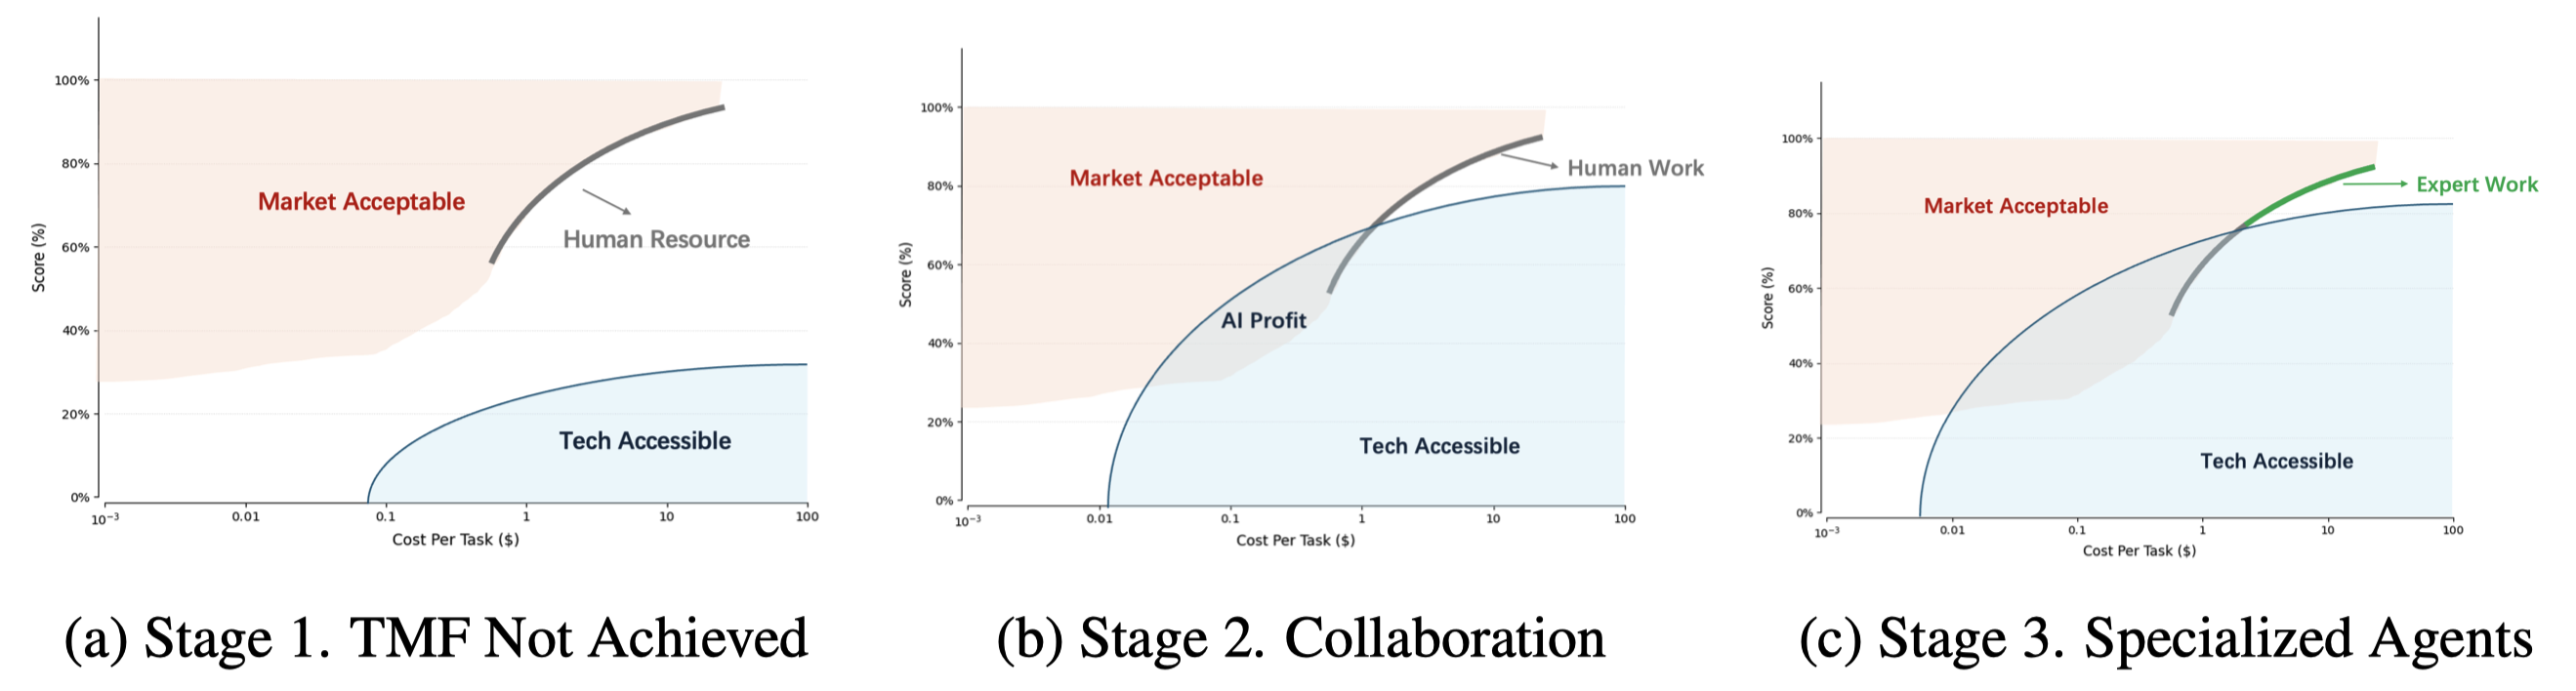 100%
80%
60%
40%
20%
0%
Score (%)
Market Acceptable
Human Resource
Tech Accessible
10⁻³ 0.01 0.1 1 10 100
Cost Per Task ($)
(a) Stage 1. TMF Not Achieved
100%
80%
60%
40%
20%
0%
Score (%)
Market Acceptable
Human Work
AI Profit
Tech Accessible
10⁻³ 0.01 0.1 1 10 100
Cost Per Task ($)
(b) Stage 2. Collaboration
100%
80%
60%
40%
20%
0%
Score (%)
Market Acceptable
Expert Work
Tech Accessible
10⁻³ 0.01 0.1 1 10 100
Cost Per Task ($)
(c) Stage 3. Specialized Agents